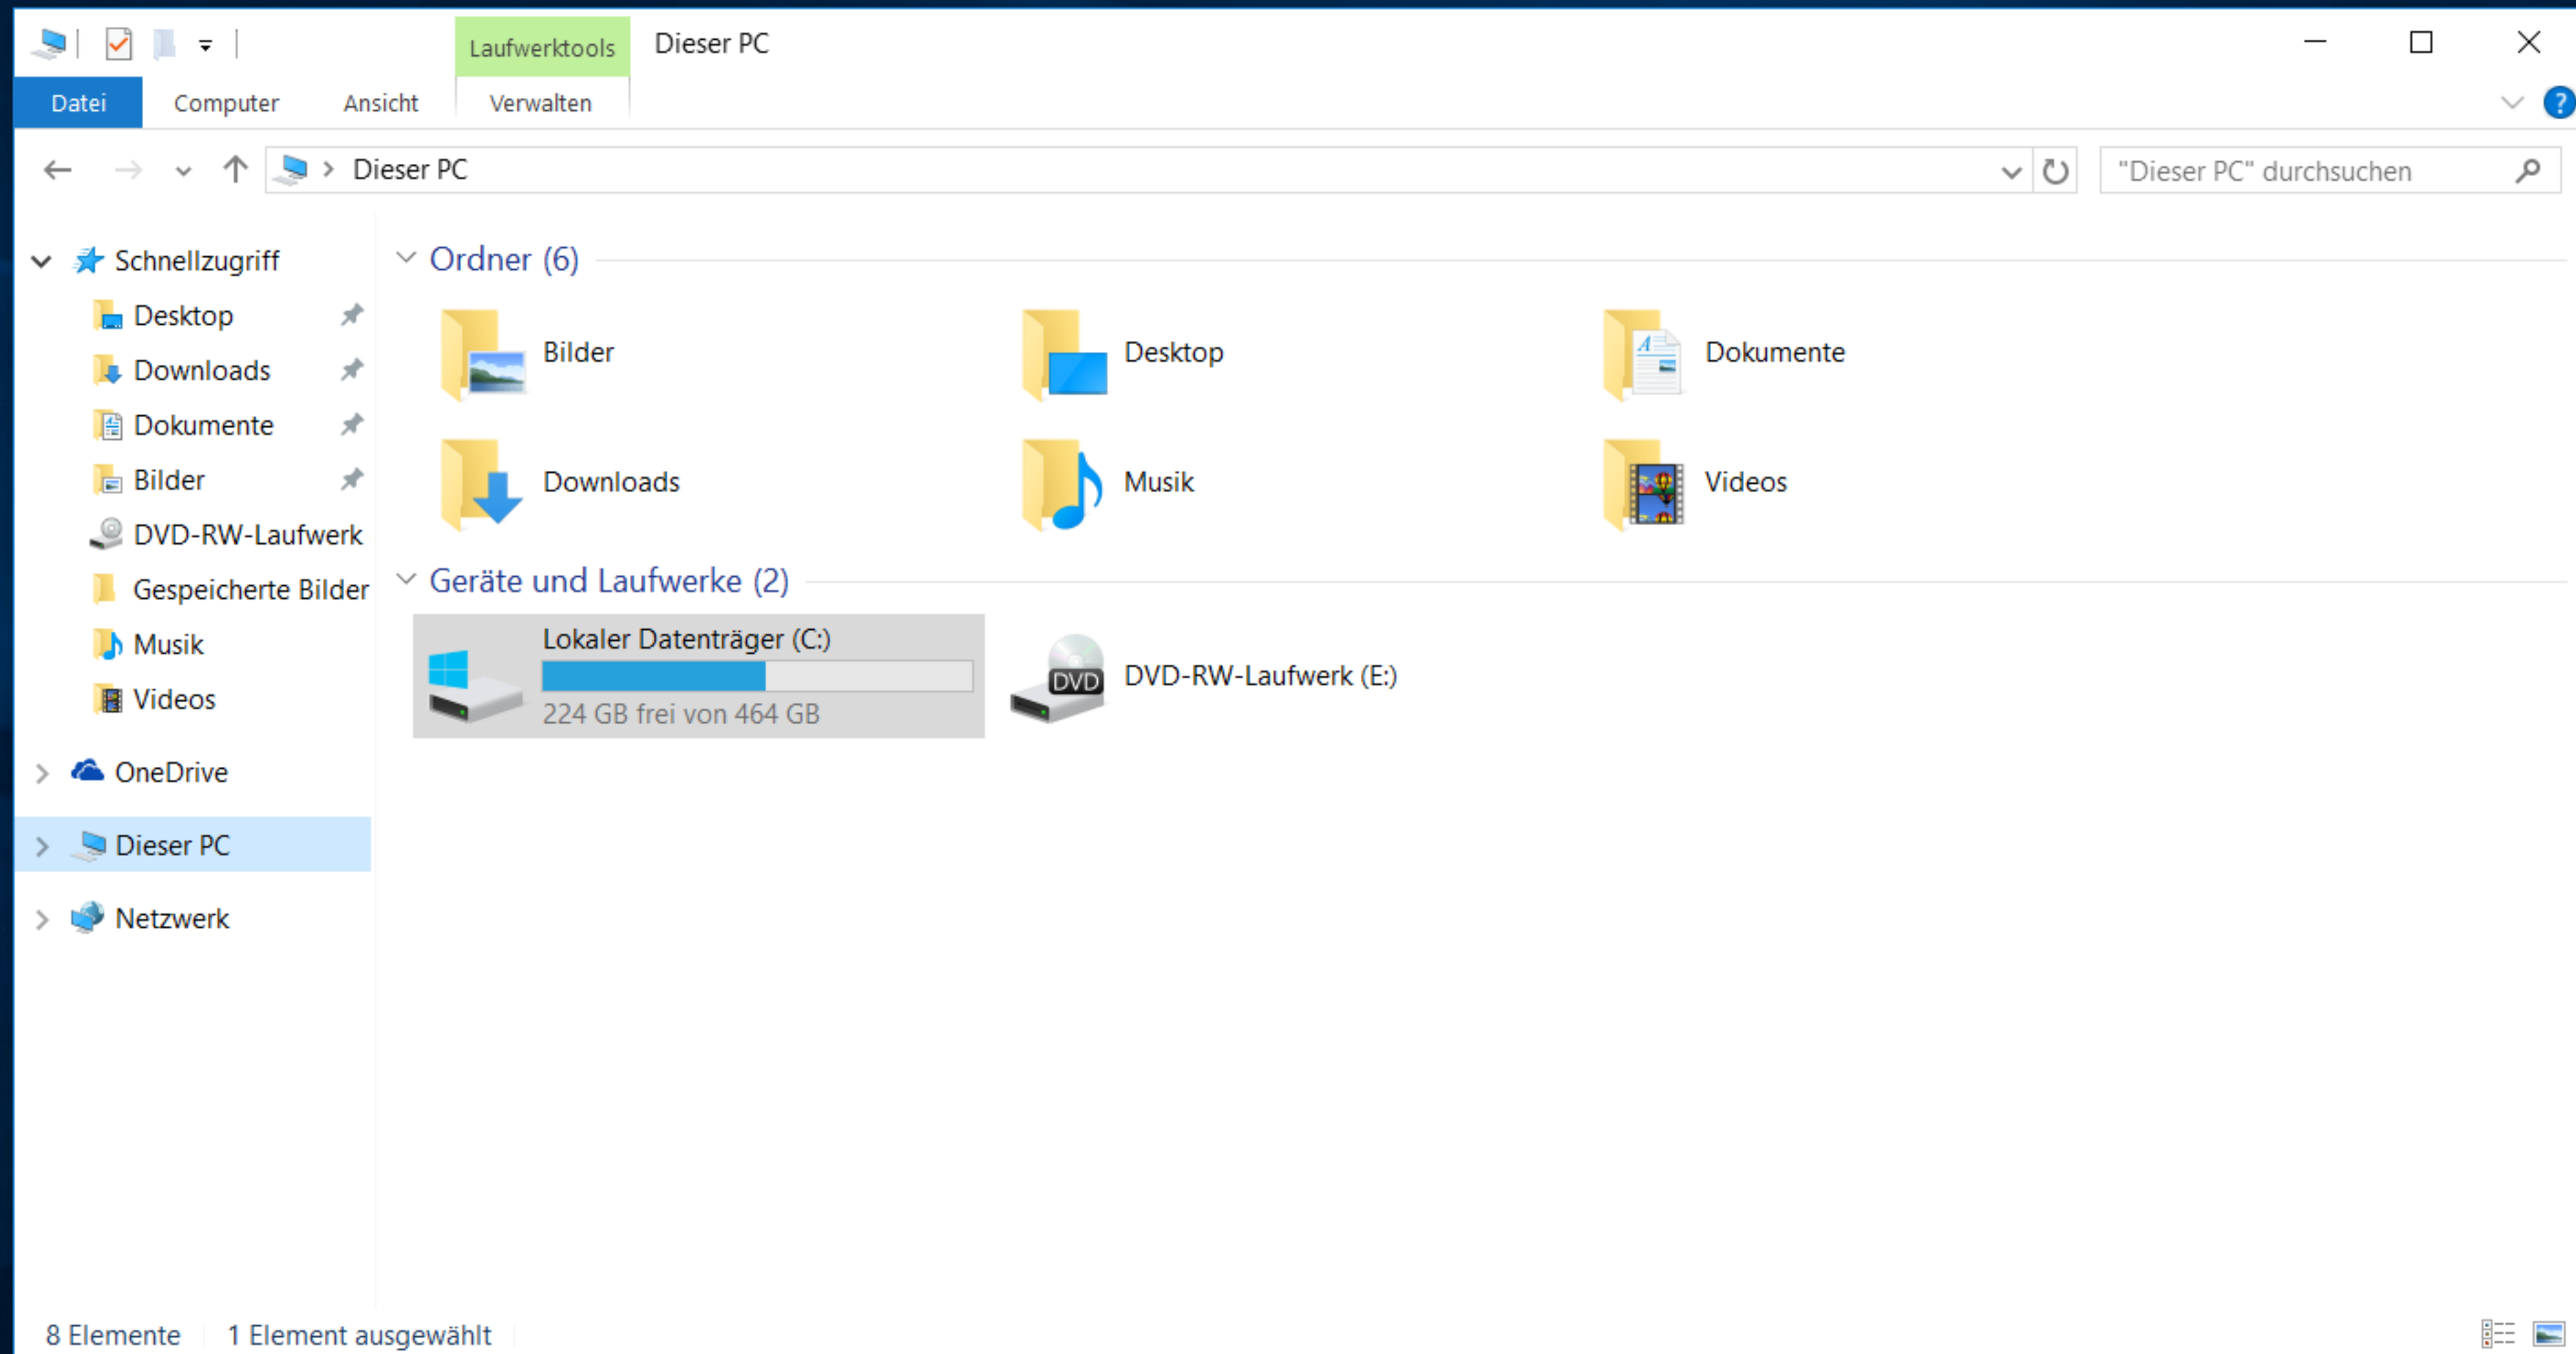 Laufwerktools Dieser PC
Datei Computer Ansicht Verwalten
?
Dieser PC
"Dieser PC" durchsuchen
Schnellzugriff
Desktop
Downloads
Dokumente
Bilder
DVD-RW-Laufwerk
Gespeicherte Bilder
Musik
Videos
OneDrive
Dieser PC
Netzwerk
Ordner (6)
Bilder Desktop Dokumente
Downloads Musik Videos
Geräte und Laufwerke (2)
Lokaler Datenträger (C:)
224 GB frei von 464 GB
DVD
DVD-RW-Laufwerk (E:)
8 Elemente 1 Element ausgewählt